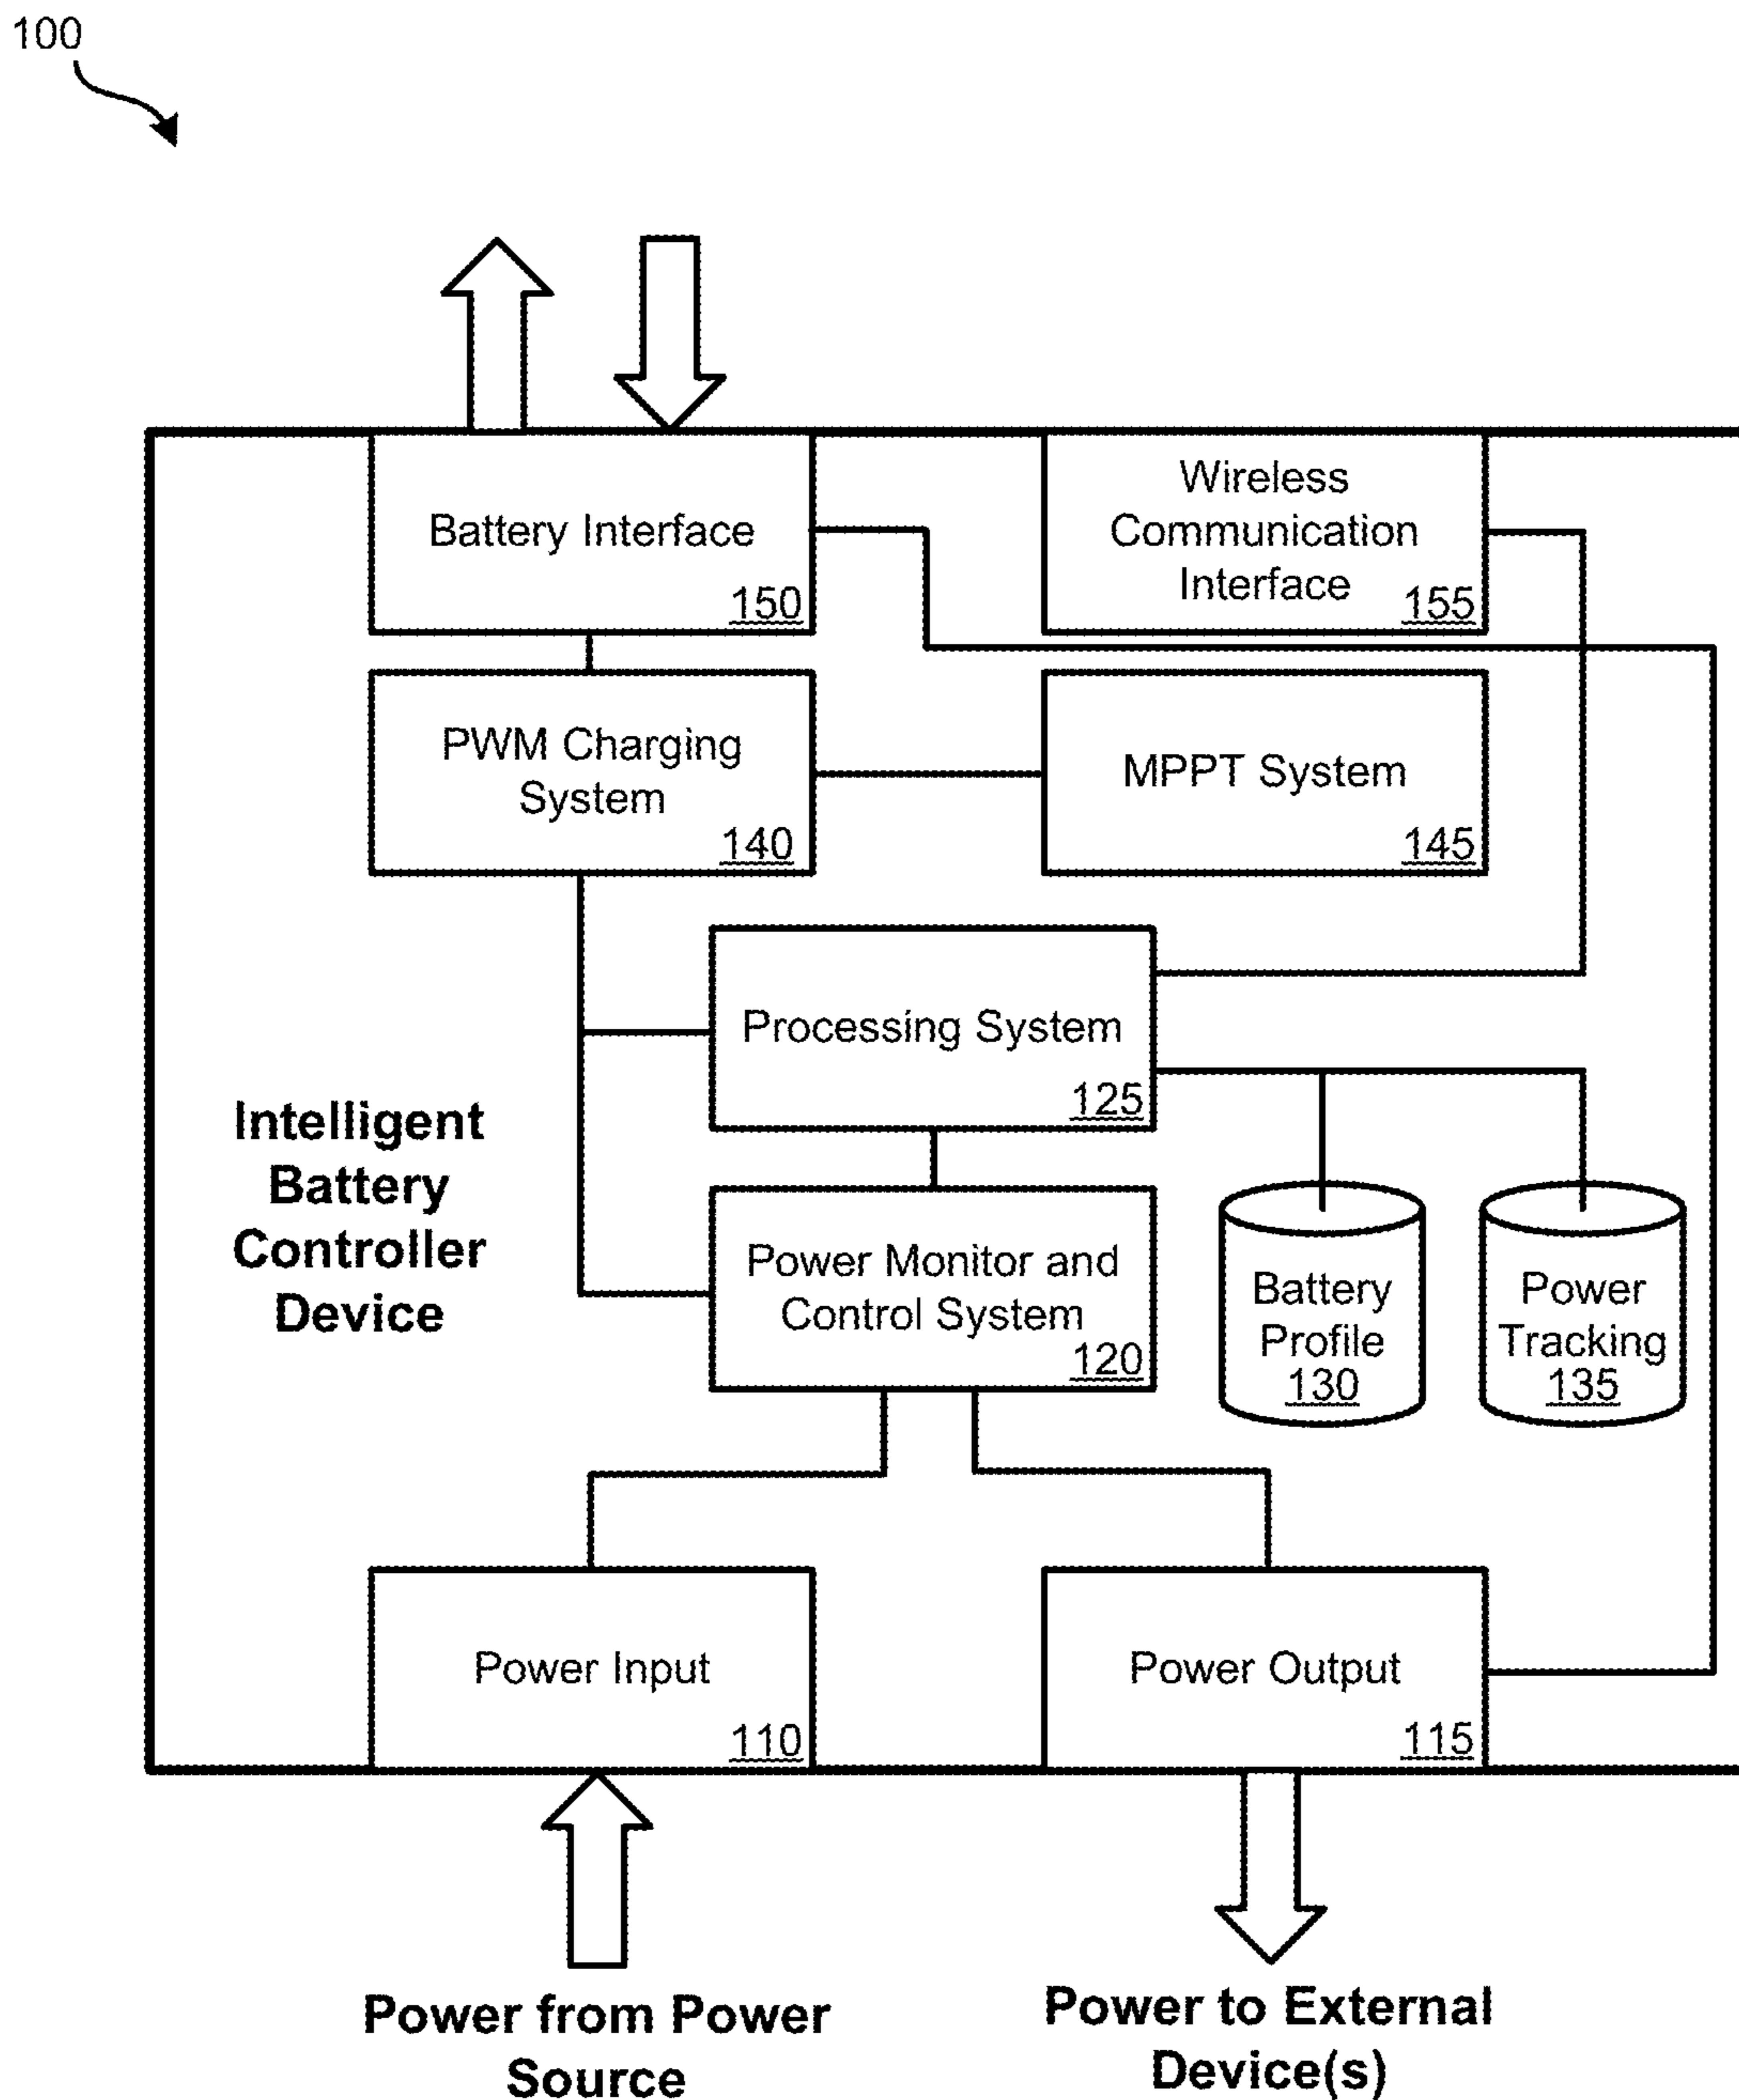 100
Battery Interface
150
Wireless
Communication
Interface
155
PWM Charging
System
140
MPPT System
145
Processing System
125
Intelligent
Battery
Controller
Device
Power Monitor and
Control System
120
Battery
Profile
130
Power
Tracking
135
Power Input
110
Power Output
115
Power from Power
Source
Power to External
Device(s)